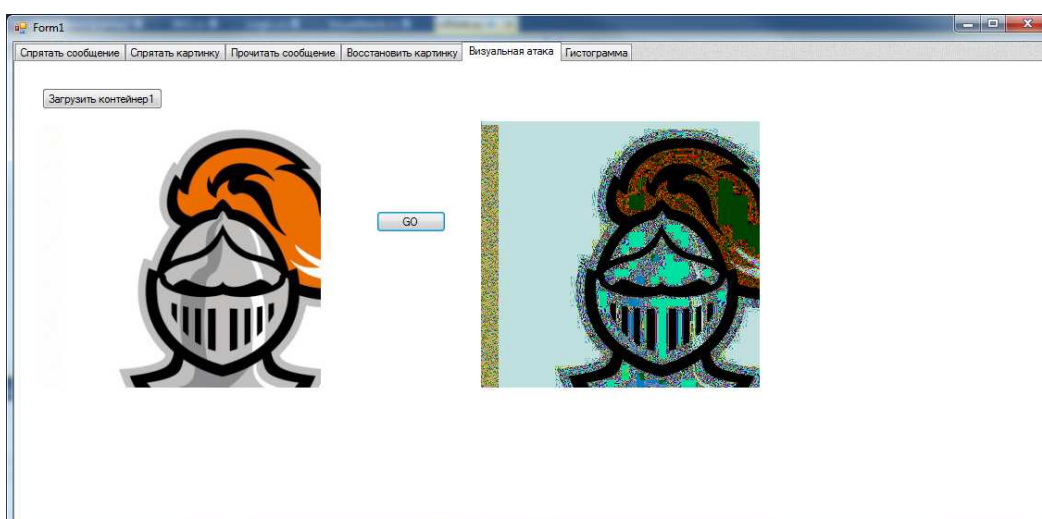 Form1
Спрятать сообщение Спрятать картинку Прочитать сообщение Восстановить картинку Визуальная атака Гистограмма
Загрузить контейнер1
GO